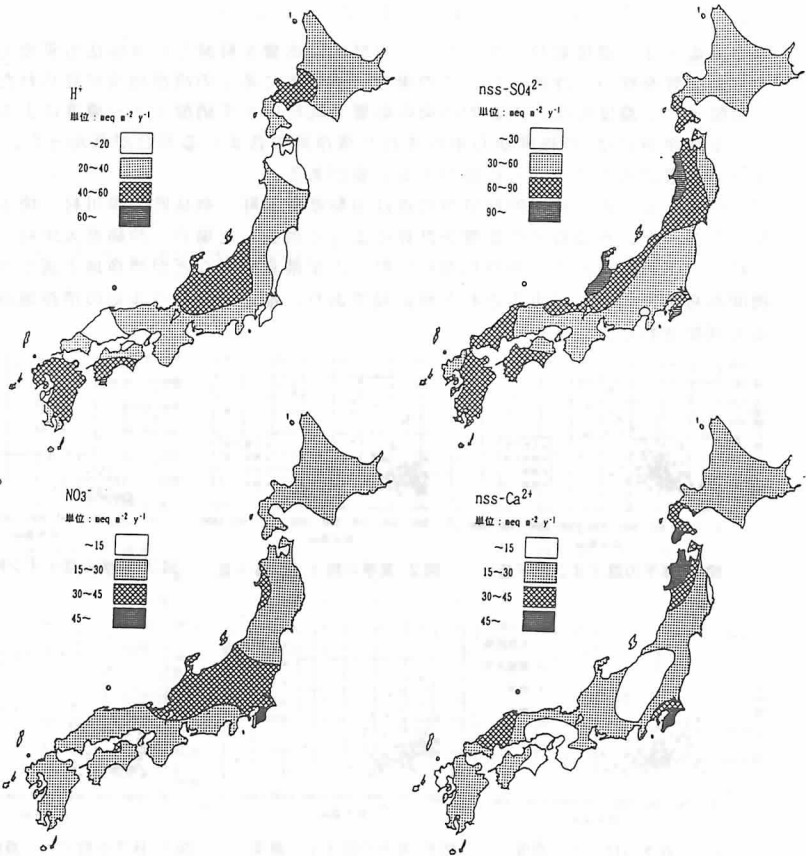 H⁺
単位：meq m⁻² y⁻¹
～20
20～40
40～60
60～
nss-SO₄²⁻
単位：meq m⁻² y⁻¹
～30
30～60
60～90
90～
NO₃⁻
単位：meq m⁻² y⁻¹
～15
15～30
30～45
45～
nss-Ca²⁺
単位：meq m⁻² y⁻¹
～15
15～30
30～45
45～